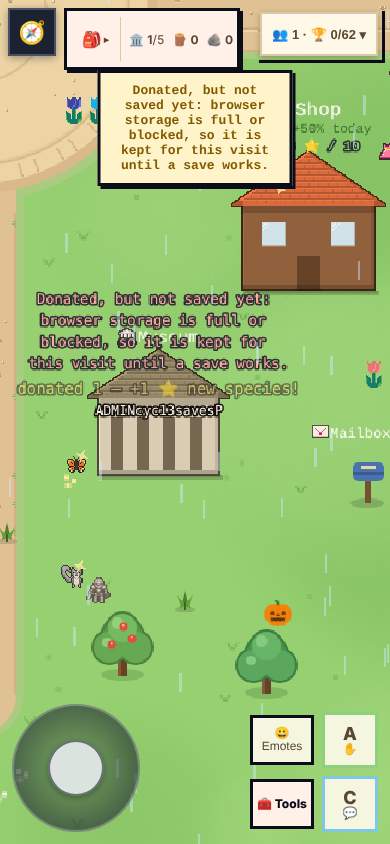 1/5 0 0
1 · 0/62 ▾
Donated, but not
saved yet: browser
storage is full or
blocked, so it is
kept for this visit
until a save works.
Shop
+50% today
/ 10
Donated, but not saved yet:
browser storage is full or
blocked, so it is kept for
this visit until a save works.
Museum
donated 1 — +1 ⭐ new species!
ADMINcyc13savesP
Mailbox
Emotes
A
Tools
C